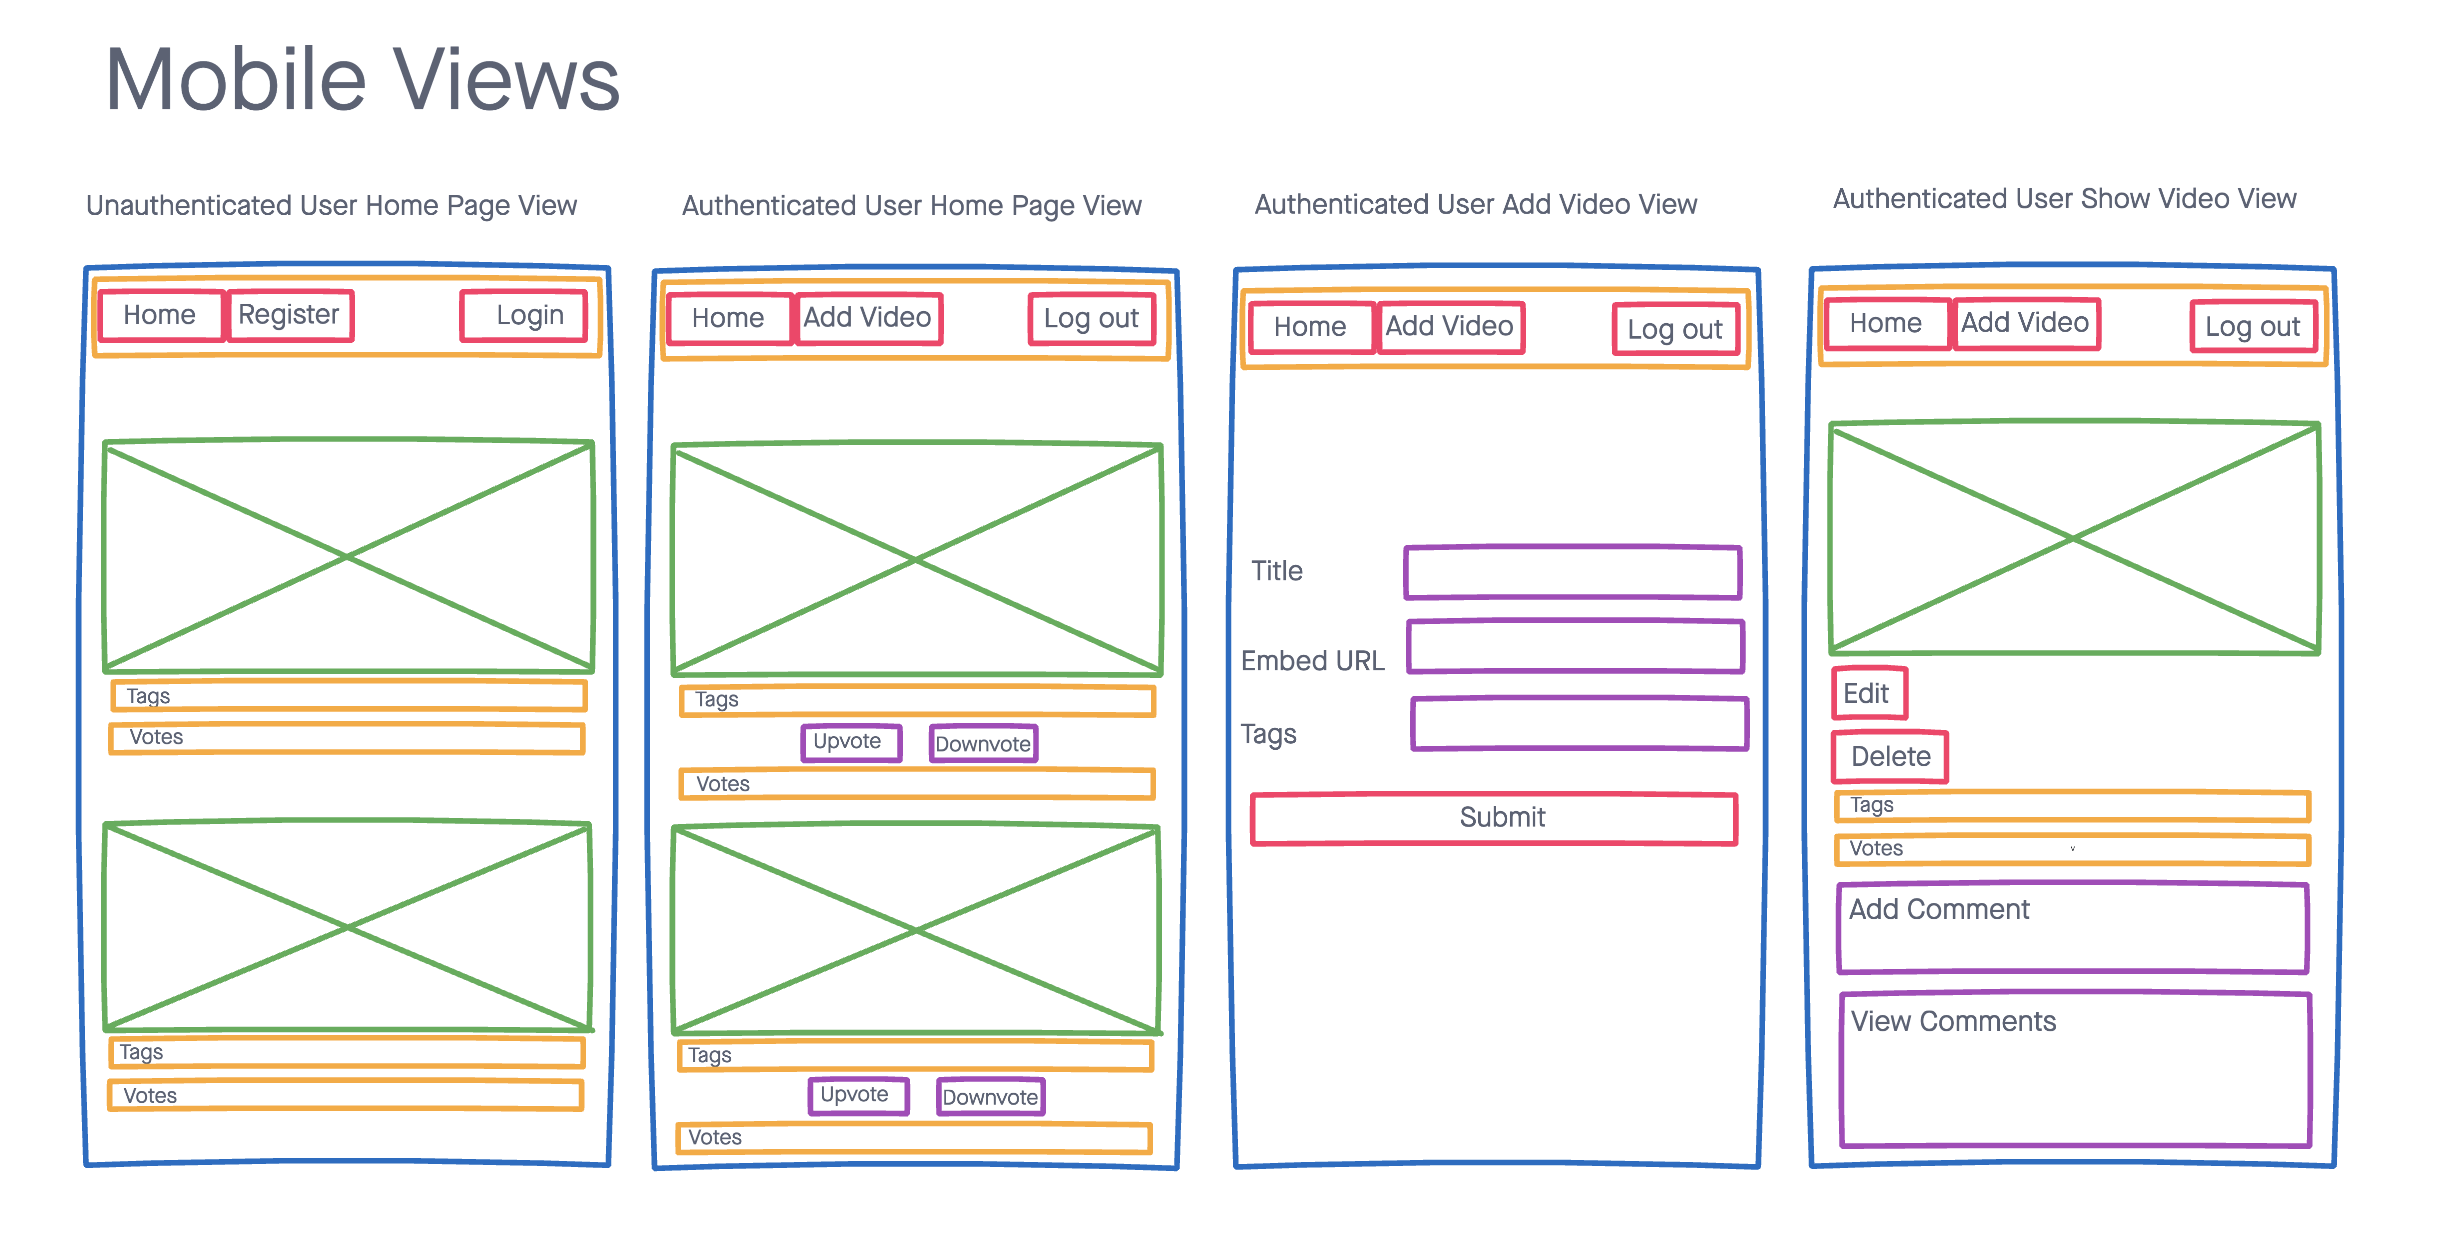 Mobile Views
Unauthenticated User Home Page View
Home Register Login
Tags
Votes
Tags
Votes
Authenticated User Home Page View
Home Add Video Log out
Tags
Upvote Downvote
Votes
Tags
Upvote Downvote
Votes
Authenticated User Add Video View
Home Add Video Log out
Title
Embed URL
Tags
Submit
Authenticated User Show Video View
Home Add Video Log out
Edit
Delete
Tags
Votes v
Add Comment
View Comments